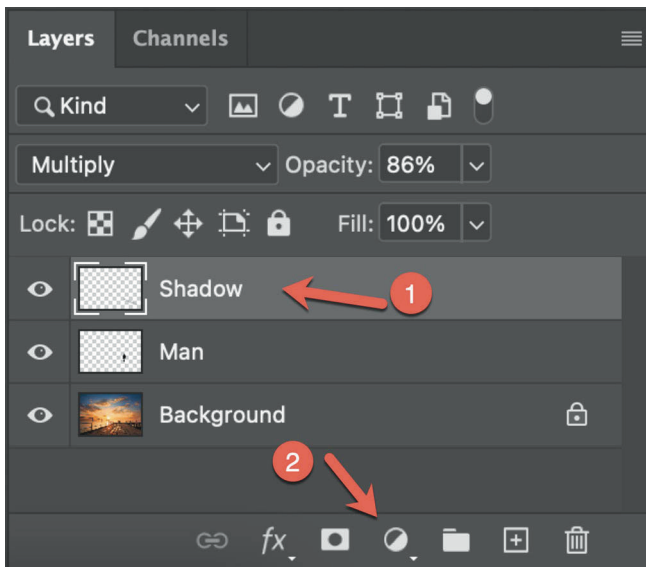 Layers Channels
Kind T
Multiply Opacity: 86%
Lock: Fill: 100%
Shadow 1
Man
Background
2
fx